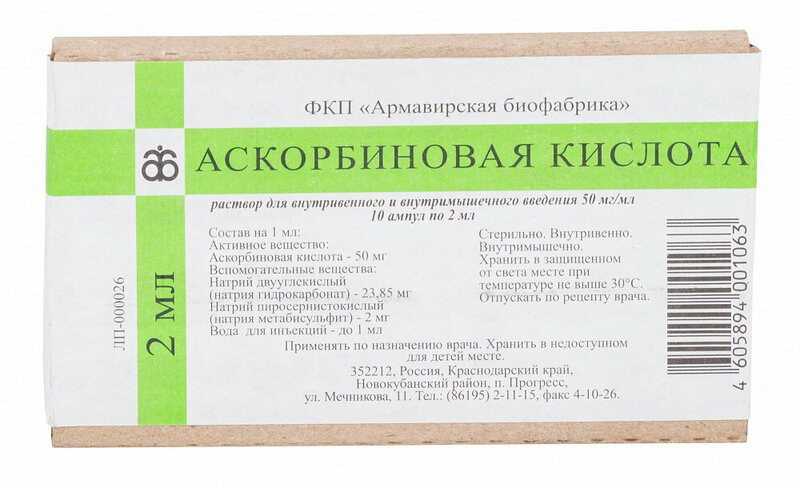 ФКП «Армавирская биофабрика»
АСКОРБИНОВАЯ КИСЛОТА
раствор для внутривенного и внутримышечного введения 50 мг/мл
10 ампул по 2 мл
Состав на 1 мл:
Активное вещество:
Аскорбиновая кислота - 50 мг
Вспомогательные вещества:
Натрий двууглекислый
(натрия гидрокарбонат) - 23,85 мг
Натрий пиросернистокислый
(натрия метабисульфит) - 2 мг
Вода для инъекций - до 1 мл
Стерильно. Внутривенно.
Внутримышечно.
Хранить в защищенном
от света месте при
температуре не выше 30°С.
Отпускать по рецепту врача.
Применять по назначению врача. Хранить в недоступном
для детей месте.
352212, Россия, Краснодарский край,
Новокубанский район, п. Прогресс,
ул. Мечникова, 11. Тел.: (86195) 2-11-15, факс 4-10-26.
ЛП-000026
2 мл
4 605894 001063